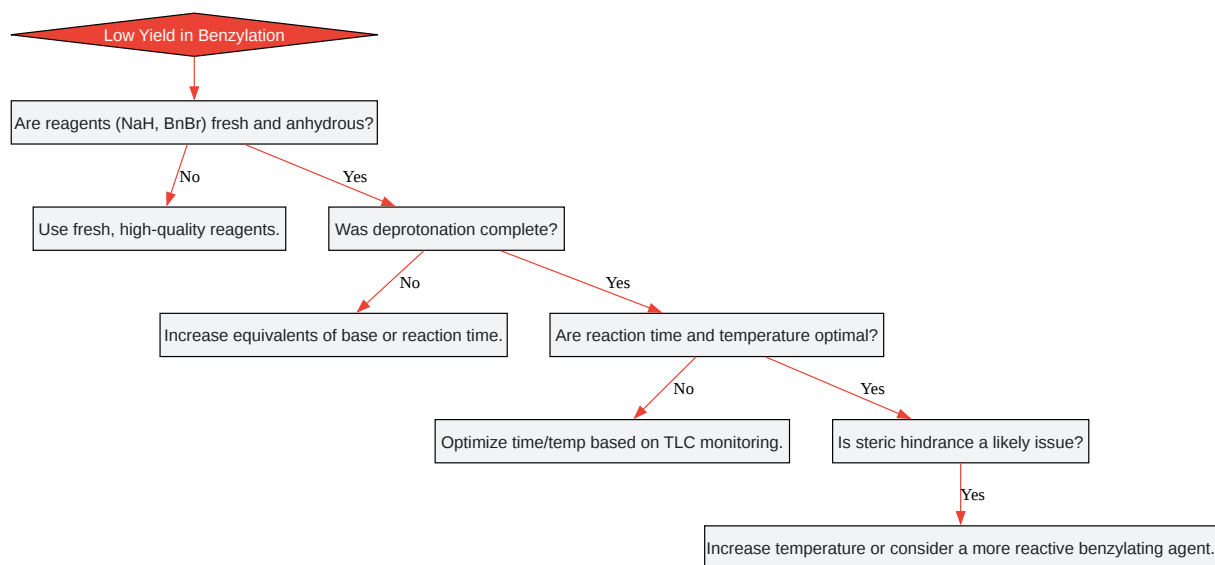 Low Yield in Benzylation
Are reagents (NaH, BnBr) fresh and anhydrous?
No
Yes
Use fresh, high-quality reagents.
Was deprotonation complete?
No
Yes
Increase equivalents of base or reaction time.
Are reaction time and temperature optimal?
No
Yes
Optimize time/temp based on TLC monitoring.
Is steric hindrance a likely issue?
Yes
Increase temperature or consider a more reactive benzylating agent.